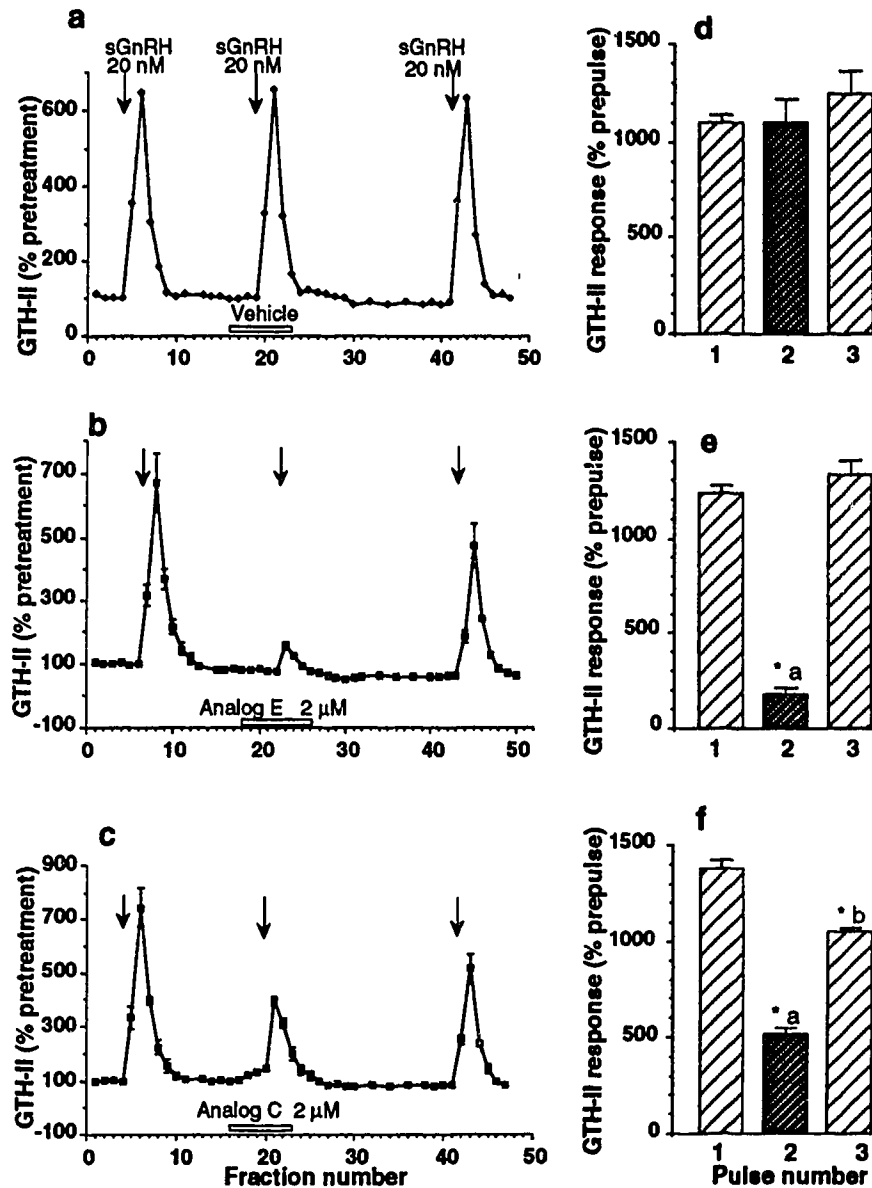 a
sGnRH sGnRH sGnRH
20 nM 20 nM 20 nM
GTH-II (% pretreatment)
600
400
200
0
Vehicle
0 10 20 30 40 50
d
GTH-II response (% prepulse)
1500
1000
500
0
1 2 3
b
GTH-II (% pretreatment)
700
500
300
100
-100
Analog E 2 µM
0 10 20 30 40 50
e
GTH-II response (% prepulse)
1500
1000
500
0
* a
1 2 3
c
GTH-II (% pretreatment)
900
700
500
300
100
-100
Analog C 2 µM
0 10 20 30 40 50
Fraction number
f
GTH-II response (% prepulse)
1500
1000
500
0
* a
* b
1 2 3
Pulse number